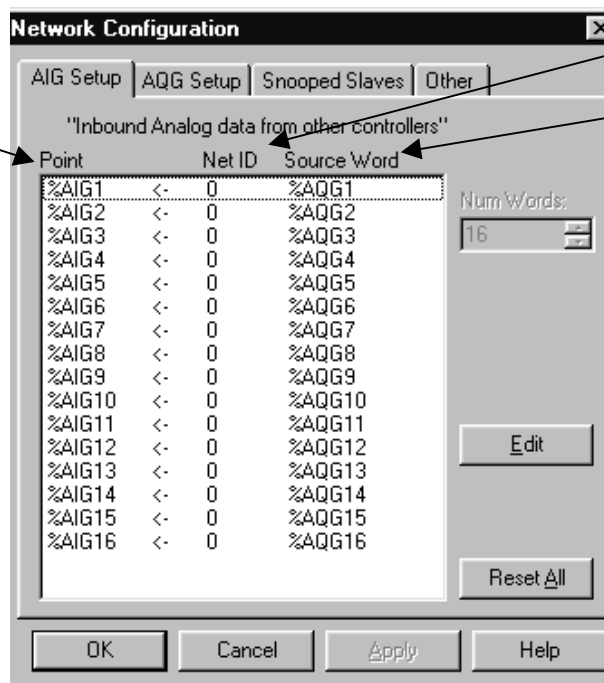 Network Configuration
AIG Setup AQG Setup Snooped Slaves Other
"Inbound Analog data from other controllers"
Point Net ID Source Word
%AIG1 <- 0 %AQG1
%AIG2 <- 0 %AQG2
%AIG3 <- 0 %AQG3
%AIG4 <- 0 %AQG4
%AIG5 <- 0 %AQG5
%AIG6 <- 0 %AQG6
%AIG7 <- 0 %AQG7
%AIG8 <- 0 %AQG8
%AIG9 <- 0 %AQG9
%AIG10 <- 0 %AQG10
%AIG11 <- 0 %AQG11
%AIG12 <- 0 %AQG12
%AIG13 <- 0 %AQG13
%AIG14 <- 0 %AQG14
%AIG15 <- 0 %AQG15
%AIG16 <- 0 %AQG16
Num Words:
16
Edit
Reset All
OK Cancel Apply Help